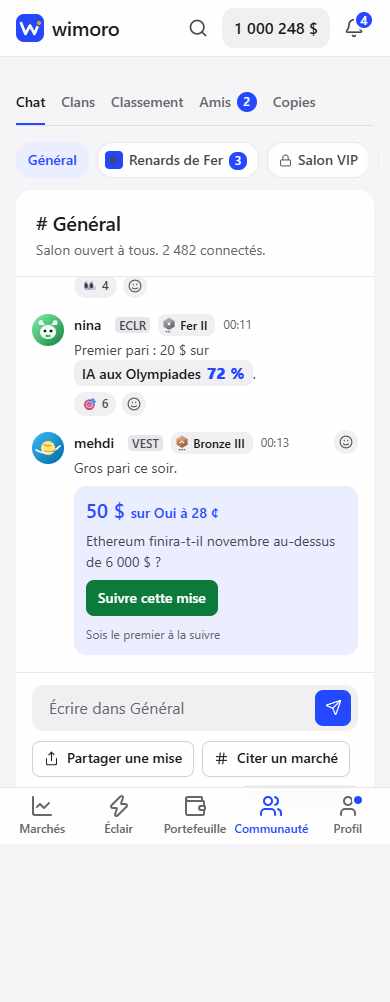 wimoro
1 000 248 $
4
Chat
Clans
Classement
Amis 2
Copies
Général
Renards de Fer 3
Salon VIP
# Général
Salon ouvert à tous. 2 482 connectés.
4
nina ECLR Fer II 00:11
Premier pari : 20 $ sur
IA aux Olympiades 72 % .
6
mehdi VEST Bronze III 00:13
Gros pari ce soir.
50 $ sur Oui à 28 ¢
Ethereum finira-t-il novembre au-dessus
de 6 000 $ ?
Suivre cette mise
Sois le premier à la suivre
Écrire dans Général
Partager une mise
# Citer un marché
Marchés
Éclair
Portefeuille
Communauté
Profil